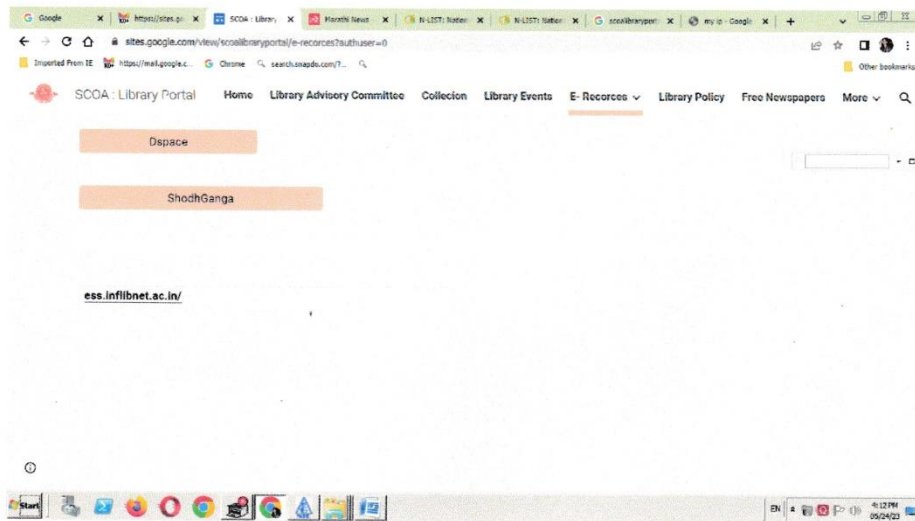 Google
https://sites.go
SCOA : Library
Marathi News
N-LIST: Nation
N-LIST: Nation
scoalibraryport
my ip - Google
sites.google.com/view/scoalibraryportal/e-recorces?authuser=0
Imported From IE
https://mail.google.c...
Chrome
search.snapdo.com/?...
Other bookmarks
SCOA : Library Portal
Home
Library Advisory Committee
Collecion
Library Events
E- Recorces
Library Policy
Free Newspapers
More
Dspace
ShodhGanga
ess.inflibnet.ac.in/
Start
EN
4:12 PM
05/24/23